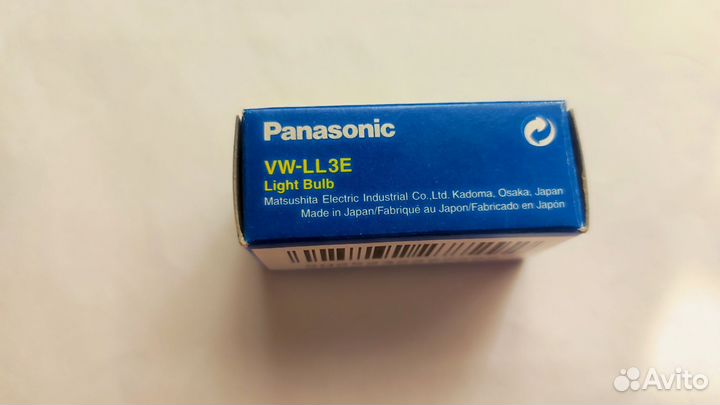 Panasonic
VW-LL3E
Light Bulb
Matsushita Electric Industrial Co.,Ltd. Kadoma, Osaka, Japan
Made in Japan/Fabriqué au Japon/Fabricado en Japón
Avito